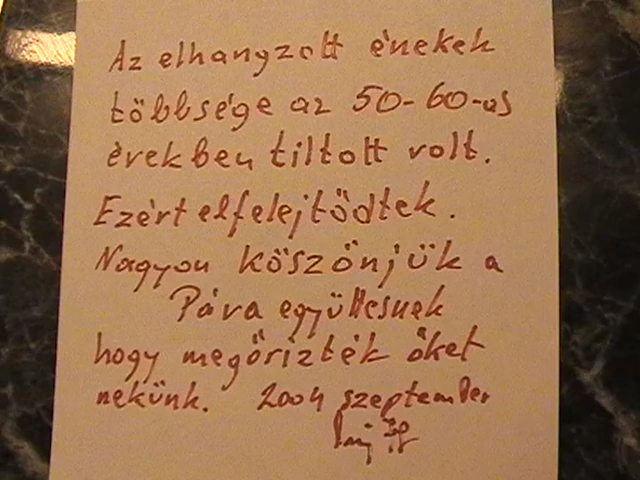 Az elhangzott énekek
többsége az 50-60-as
években tiltott volt.
Ezért elfelejtődtek.
Nagyon köszönjük a
Páva együttesnek
hogy megőrizték őket
nekünk. 2004 szeptember